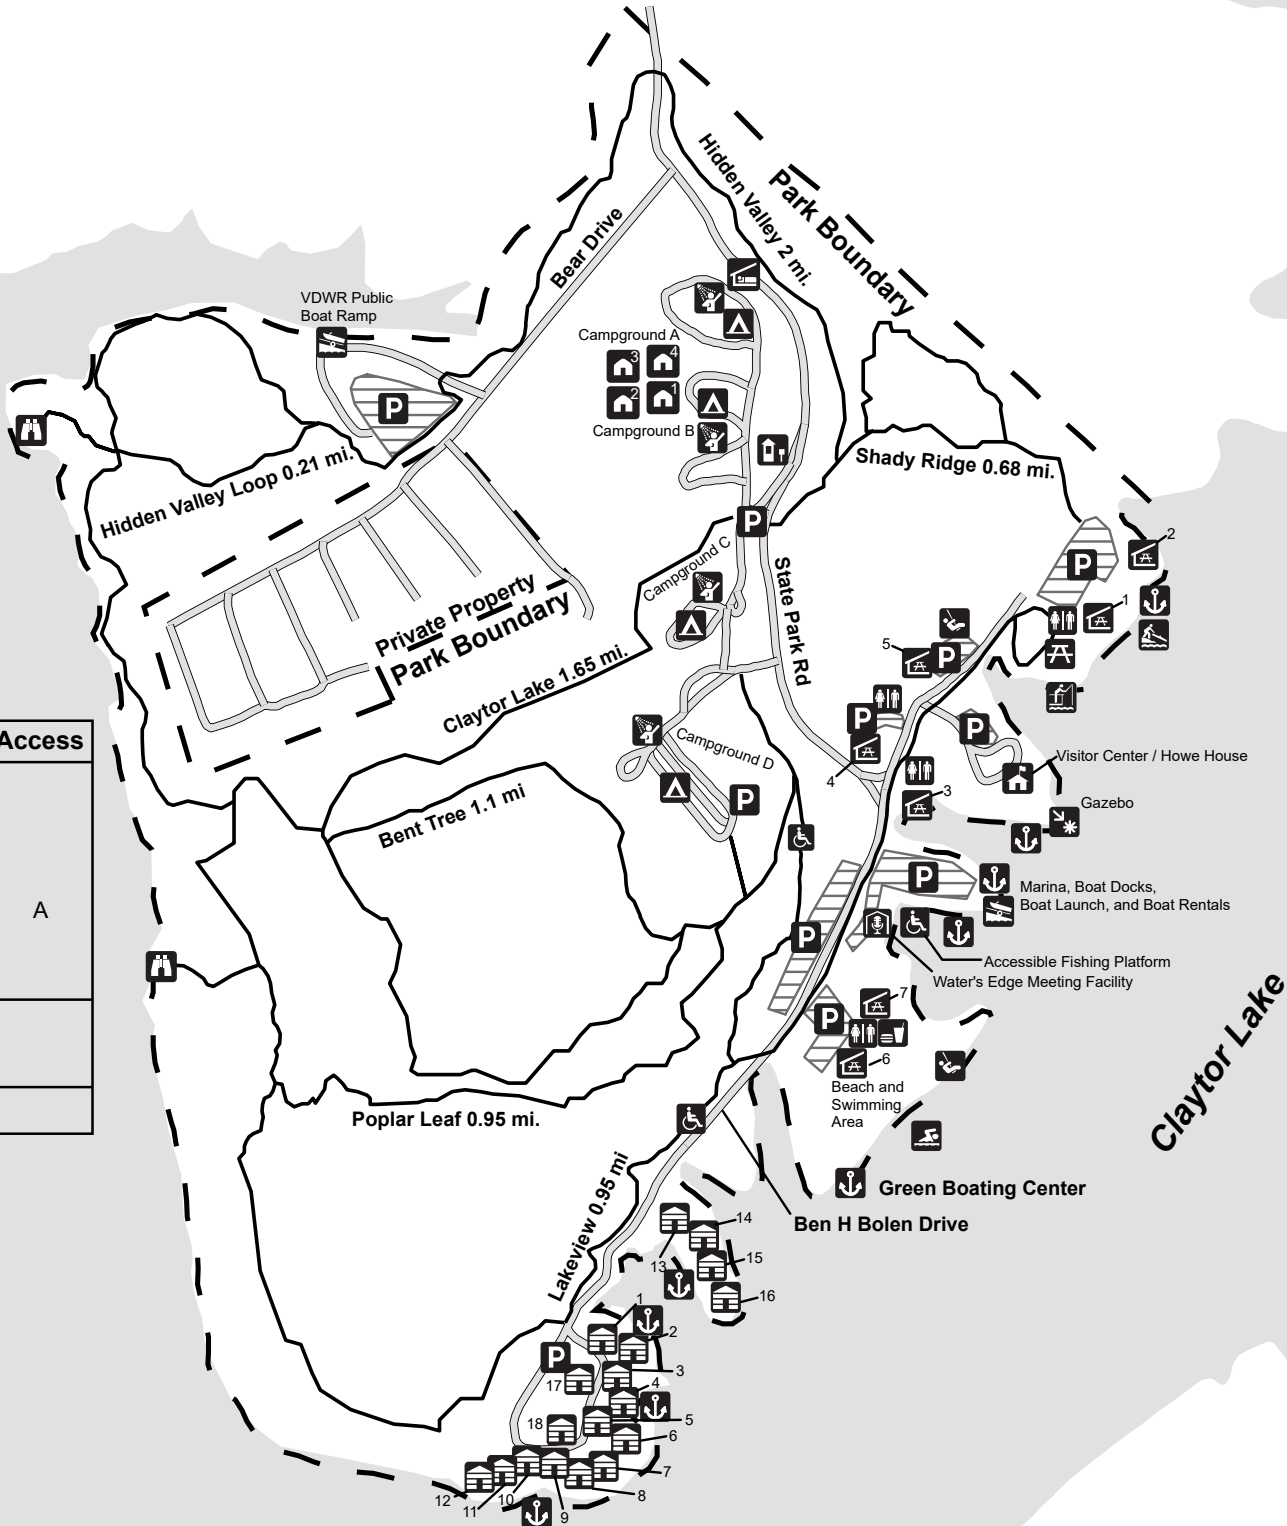 Hidden Valley 2 mi.
Park Boundary
Bear Drive
VDWR Public
Boat Ramp
Campground A
3
4
2
1
Campground B
P
Hidden Valley Loop 0.21 mi.
Shady Ridge 0.68 mi.
P
Campground C
State Park Rd
P
2
1
Private Property
Park Boundary
Claytor Lake 1.65 mi.
5
P
P
4
P
Visitor Center / Howe House
3
Gazebo
Campground D
P
Access
A
Bent Tree 1.1 mi
P
Marina, Boat Docks,
Boat Launch, and Boat Rentals
P
Accessible Fishing Platform
Water's Edge Meeting Facility
7
P
6
Beach and
Swimming
Area
Claytor Lake
Poplar Leaf 0.95 mi.
Green Boating Center
Ben H Bolen Drive
Lakeview 0.95 mi
14
13
15
16
1
2
P
3
17
4
5
18
6
7
8
12
11
10
9